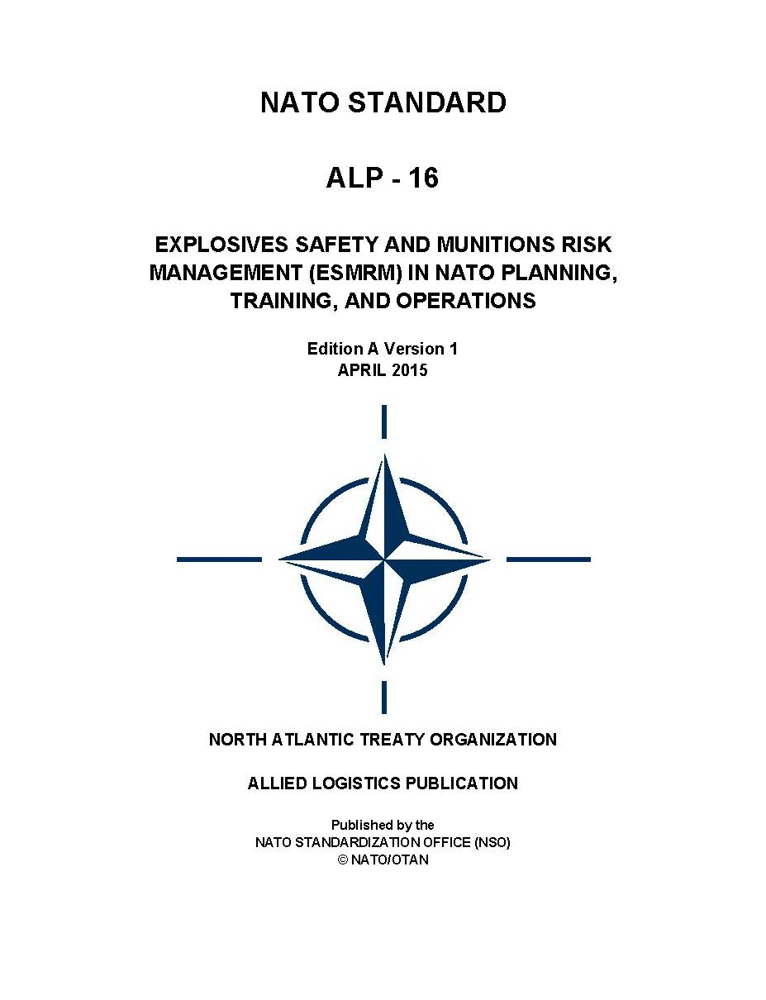 NATO STANDARD
ALP - 16
EXPLOSIVES SAFETY AND MUNITIONS RISK
MANAGEMENT (ESMRM) IN NATO PLANNING,
TRAINING, AND OPERATIONS
Edition A Version 1
APRIL 2015
NORTH ATLANTIC TREATY ORGANIZATION
ALLIED LOGISTICS PUBLICATION
Published by the
NATO STANDARDIZATION OFFICE (NSO)
© NATO/OTAN